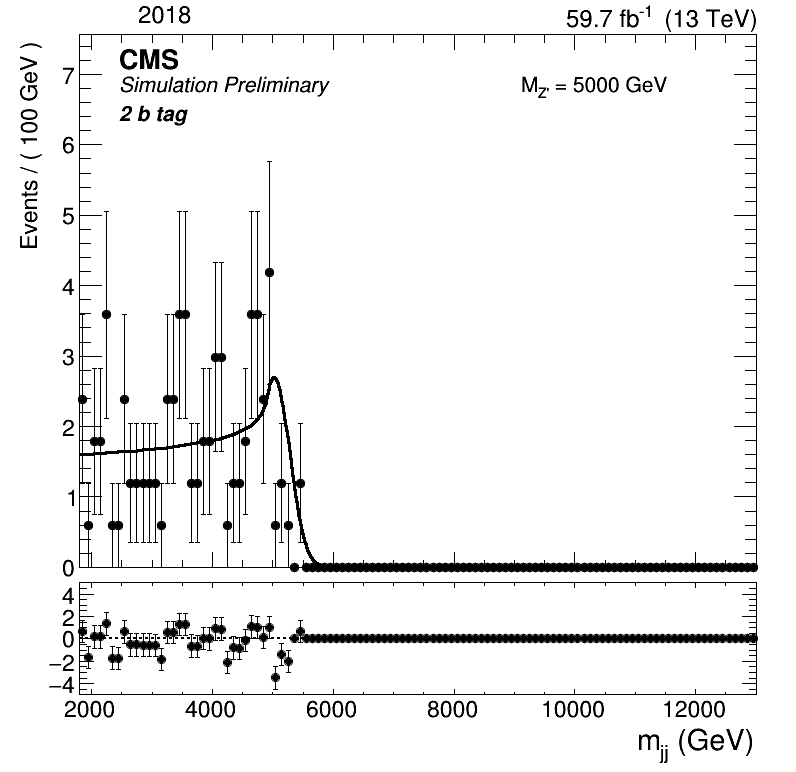 2018
59.7 fb-1 (13 TeV)
CMS
Simulation Preliminary
2 b tag
MZ' = 5000 GeV
Events / ( 100 GeV )
7
6
5
4
3
2
1
0
4
2
0
−2
−4
2000 4000 6000 8000 10000 12000
mjj (GeV)